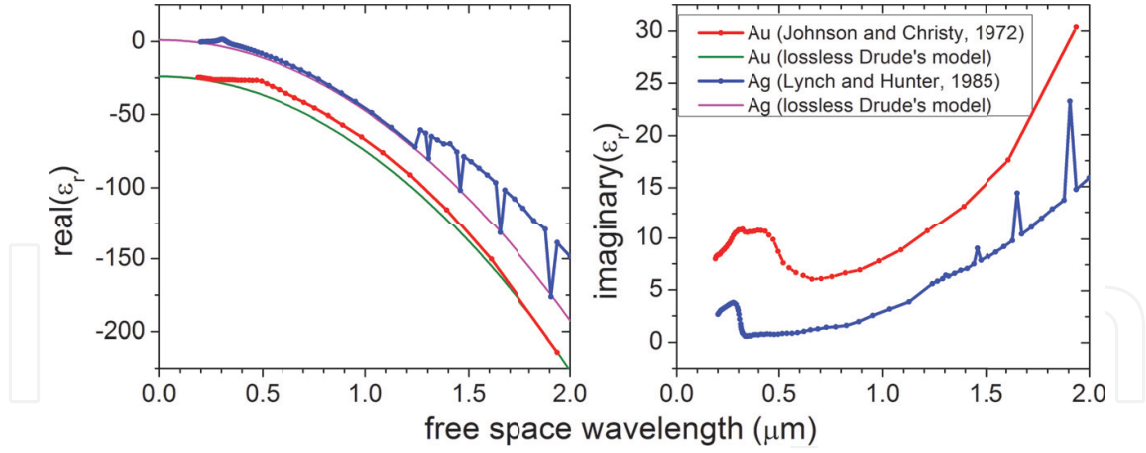 0
-50
-100
-150
-200
real(εr)
0.0 0.5 1.0 1.5 2.0
30
25
20
15
10
5
0
imaginary(εr)
Au (Johnson and Christy, 1972)
Au (lossless Drude's model)
Ag (Lynch and Hunter, 1985)
Ag (lossless Drude's model)
0.0 0.5 1.0 1.5 2.0
free space wavelength (μm)